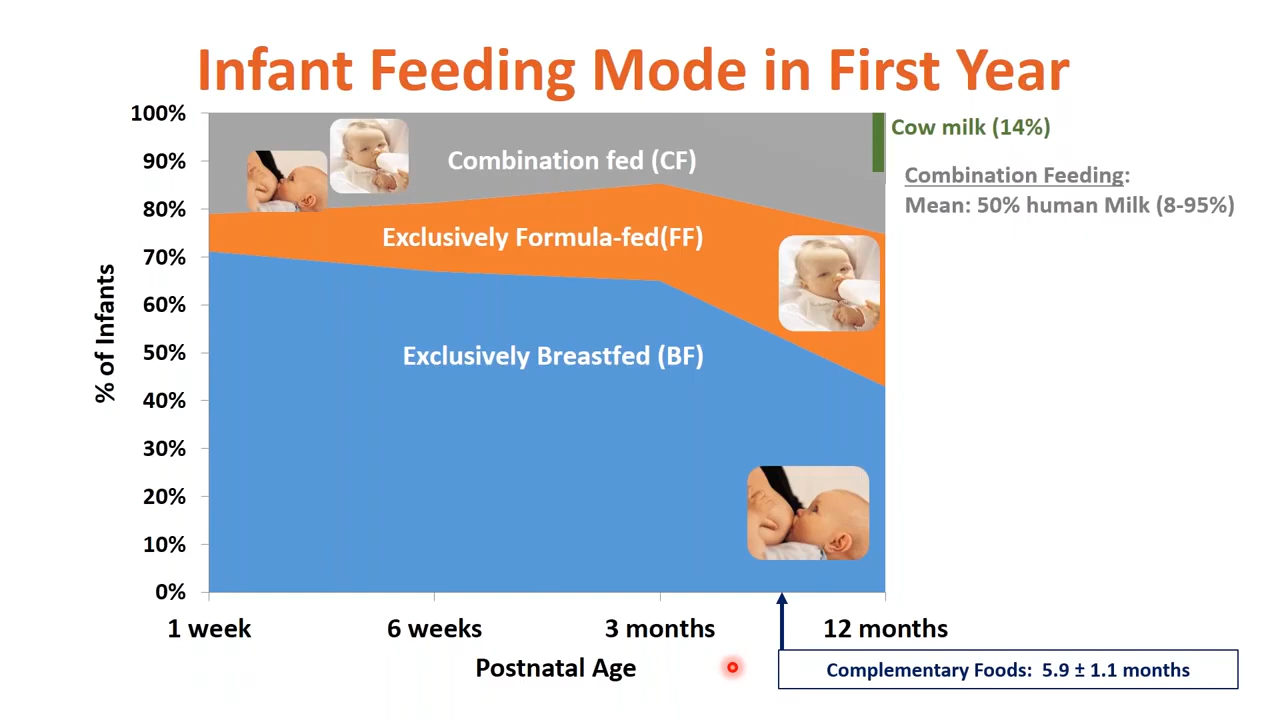 Infant Feeding Mode in First Year
100%
90%
80%
70%
60%
50%
40%
30%
20%
10%
0%
% of Infants
Combination fed (CF)
Exclusively Formula-fed(FF)
Exclusively Breastfed (BF)
Cow milk (14%)
Combination Feeding:
Mean: 50% human Milk (8-95%)
1 week
6 weeks
3 months
12 months
Postnatal Age
Complementary Foods:  5.9 ± 1.1 months